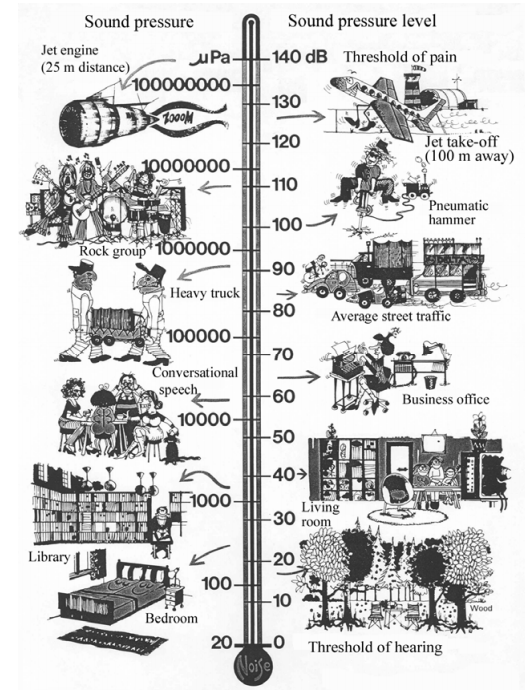 Sound pressure
Sound pressure level
Jet engine
(25 m distance)
µPa
140 dB
Threshold of pain
100000000
130
ZOOOM
120
Jet take-off
(100 m away)
10000000
110
Pneumatic
hammer
100
Rock group
1000000
90
Heavy truck
80
Average street traffic
100000
70
Conversational
speech
60
Business office
10000
50
40
1000
Living
room
30
Library
20
100
10
Wood
Bedroom
20
0
Threshold of hearing
Noise